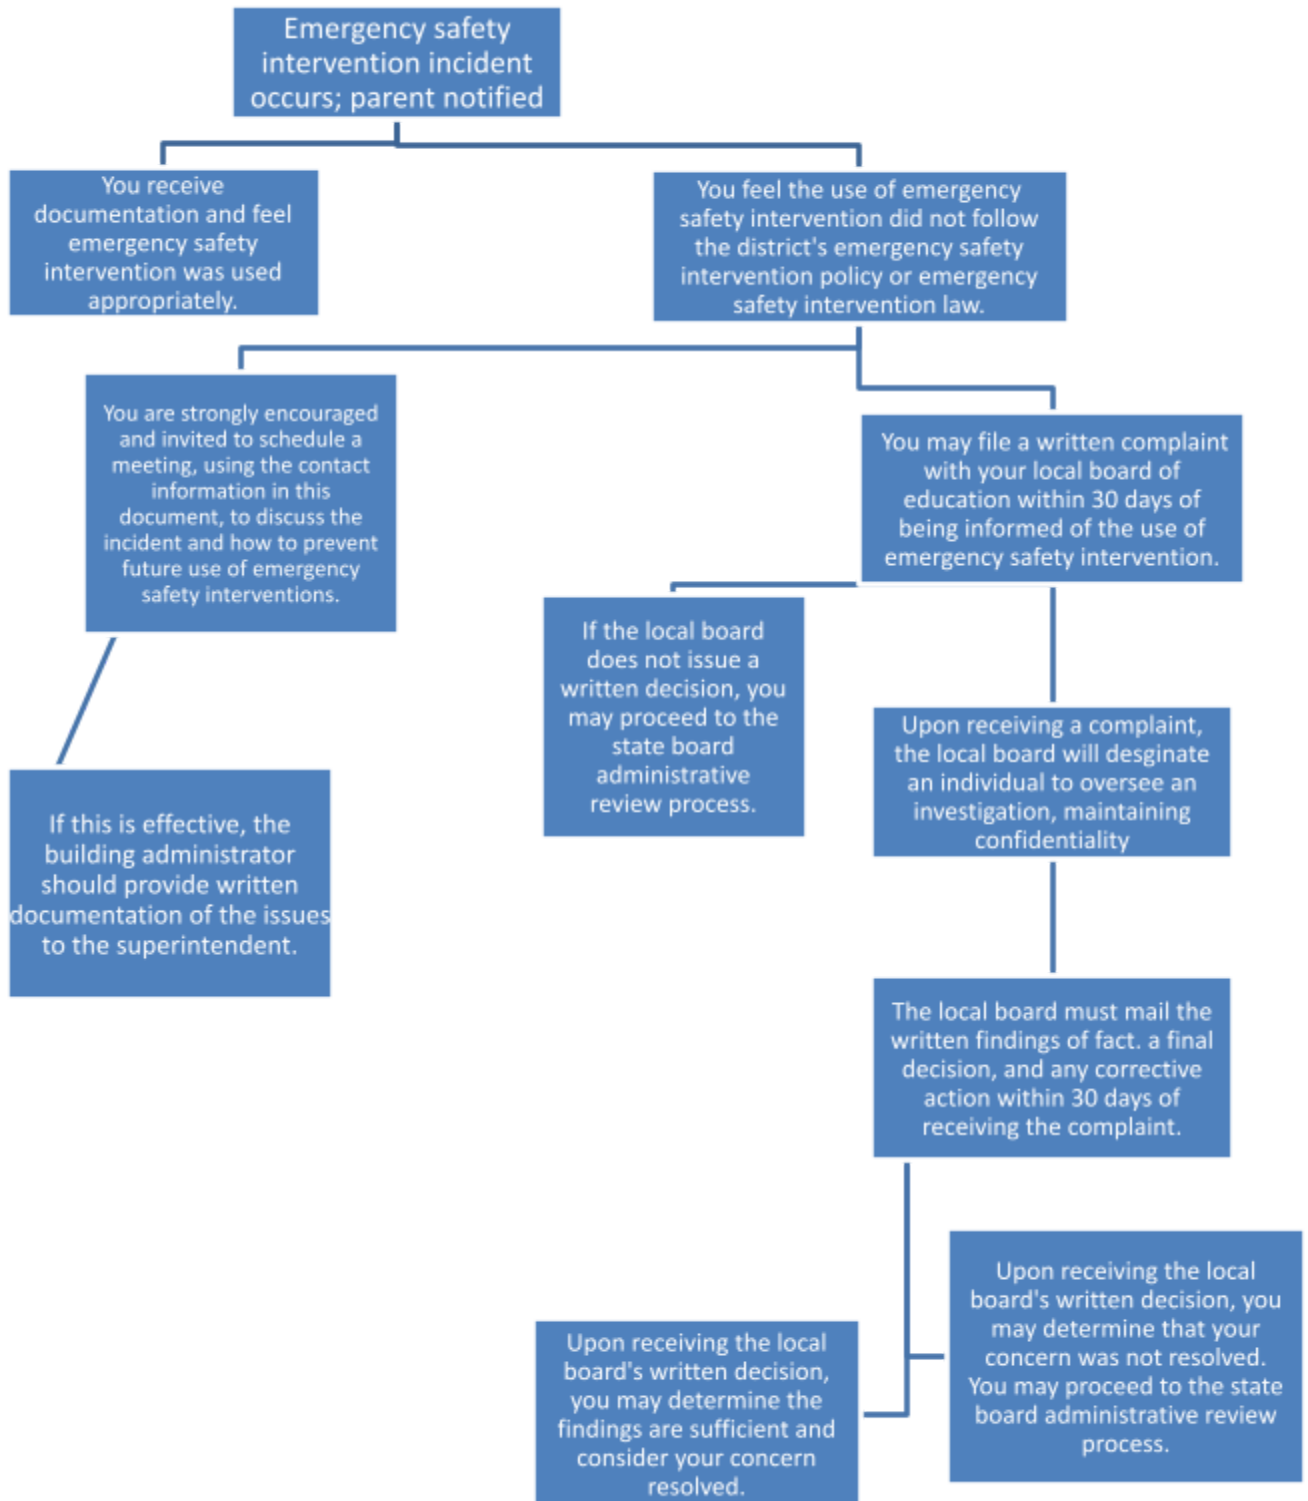 Emergency safety
intervention incident
occurs; parent notified
You receive
documentation and feel
emergency safety
intervention was used
appropriately.
You feel the use of emergency
safety intervention did not follow
the district's emergency safety
intervention policy or emergency
safety intervention law.
You are strongly encouraged
and invited to schedule a
meeting, using the contact
information in this
document, to discuss the
incident and how to prevent
future use of emergency
safety interventions.
If this is effective, the
building administrator
should provide written
documentation of the issues
to the superintendent.
You may file a written complaint
with your local board of
education within 30 days of
being informed of the use of
emergency safety intervention.
If the local board
does not issue a
written decision, you
may proceed to the
state board
administrative
review process.
Upon receiving a complaint,
the local board will desginate
an individual to oversee an
investigation, maintaining
confidentiality
The local board must mail the
written findings of fact. a final
decision, and any corrective
action within 30 days of
receiving the complaint.
Upon receiving the local
board's written decision,
you may determine the
findings are sufficient and
consider your concern
resolved.
Upon receiving the local
board's written decision, you
may determine that your
concern was not resolved.
You may proceed to the state
board administrative review
process.